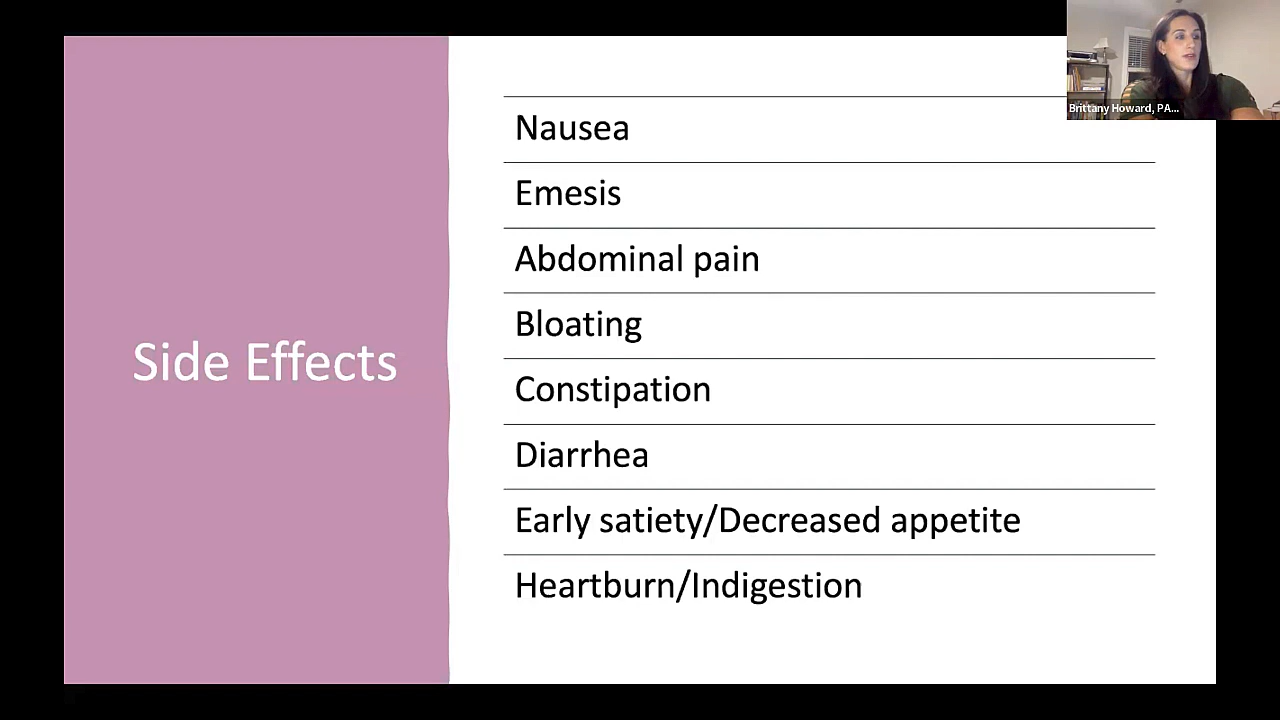 Brittany Howard, PA...
Side Effects
Nausea
Emesis
Abdominal pain
Bloating
Constipation
Diarrhea
Early satiety/Decreased appetite
Heartburn/Indigestion